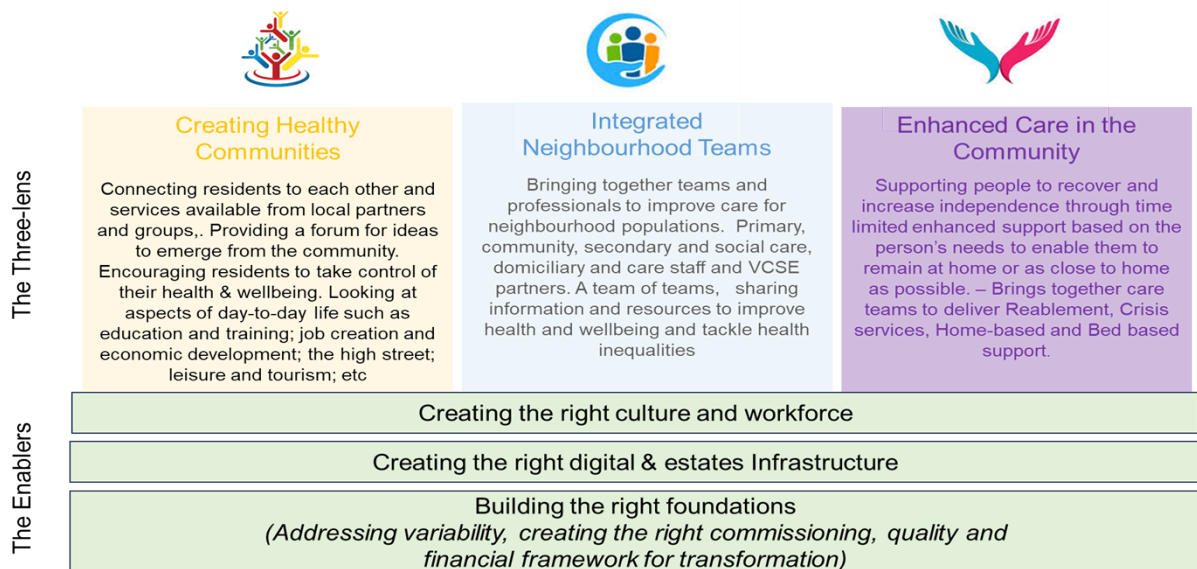 The Three-lens
Creating Healthy
Communities
Connecting residents to each other and
services available from local partners
and groups,. Providing a forum for ideas
to emerge from the community.
Encouraging residents to take control of
their health & wellbeing. Looking at
aspects of day-to-day life such as
education and training; job creation and
economic development; the high street;
leisure and tourism; etc
Integrated
Neighbourhood Teams
Bringing together teams and
professionals to improve care for
neighbourhood populations. Primary,
community, secondary and social care,
domiciliary and care staff and VCSE
partners. A team of teams, sharing
information and resources to improve
health and wellbeing and tackle health
inequalities
Enhanced Care in the
Community
Supporting people to recover and
increase independence through time
limited enhanced support based on the
person's needs to enable them to
remain at home or as close to home
as possible. – Brings together care
teams to deliver Reablement, Crisis
services, Home-based and Bed based
support.
The Enablers
Creating the right culture and workforce
Creating the right digital & estates Infrastructure
Building the right foundations
(Addressing variability, creating the right commissioning, quality and
financial framework for transformation)